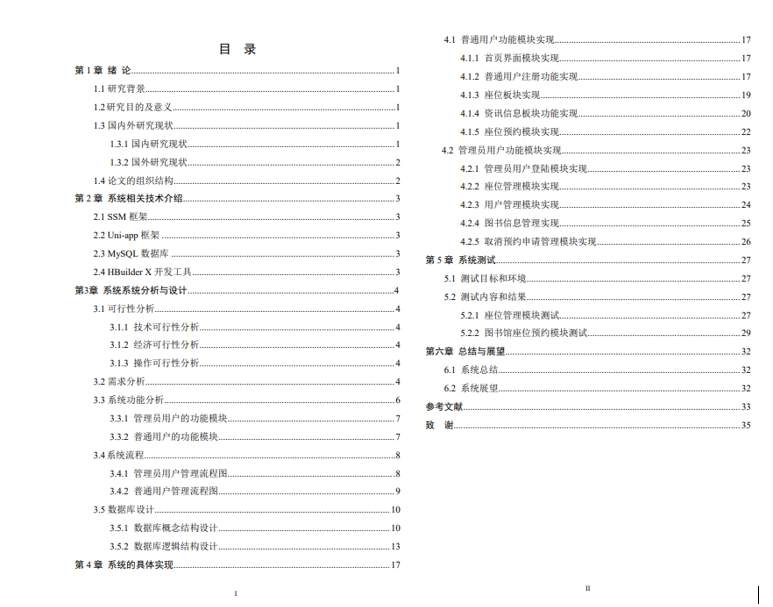 目 录
第 1 章 绪 论 1
1.1 研究背景 1
1.2 研究目的及意义 1
1.3 国内外研究现状 1
1.3.1 国内研究现状 1
1.3.2 国外研究现状 2
1.4 论文的组织结构 2
第 2 章 系统相关技术介绍 3
2.1 SSM 框架 3
2.2 Uni-app 框架 3
2.3 MySQL 数据库 3
2.4 HBuilder X 开发工具 3
第3章 系统系统分析与设计 4
3.1 可行性分析 4
3.1.1 技术可行性分析 4
3.1.2 经济可行性分析 4
3.1.3 操作可行性分析 4
3.2 需求分析 4
3.3 系统功能分析 6
3.3.1 管理员用户的功能模块 7
3.3.2 普通用户的功能模块 7
3.4 系统流程 8
3.4.1 管理员用户管理流程图 8
3.4.2 普通用户管理流程图 9
3.5 数据库设计 10
3.5.1 数据库概念结构设计 10
3.5.2 数据库逻辑结构设计 13
第 4 章 系统的具体实现 17
I
4.1 普通用户功能模块实现 17
4.1.1 首页界面模块实现 17
4.1.2 普通用户注册功能实现 17
4.1.3 座位板块实现 19
4.1.4 资讯信息板块功能实现 20
4.1.5 座位预约模块实现 22
4.2 管理员用户功能模块实现 23
4.2.1 管理员用户登陆模块实现 23
4.2.2 座位管理模块实现 23
4.2.3 用户管理模块实现 24
4.2.4 图书信息管理实现 25
4.2.5 取消预约申请管理模块实现 26
第 5 章 系统测试 27
5.1 测试目标和环境 27
5.2 测试内容和结果 27
5.2.1 座位管理模块测试 27
5.2.2 图书馆座位预约模块测试 29
第六章 总结与展望 32
6.1 系统总结 32
6.2 系统展望 32
参考文献 33
致 谢 35
II